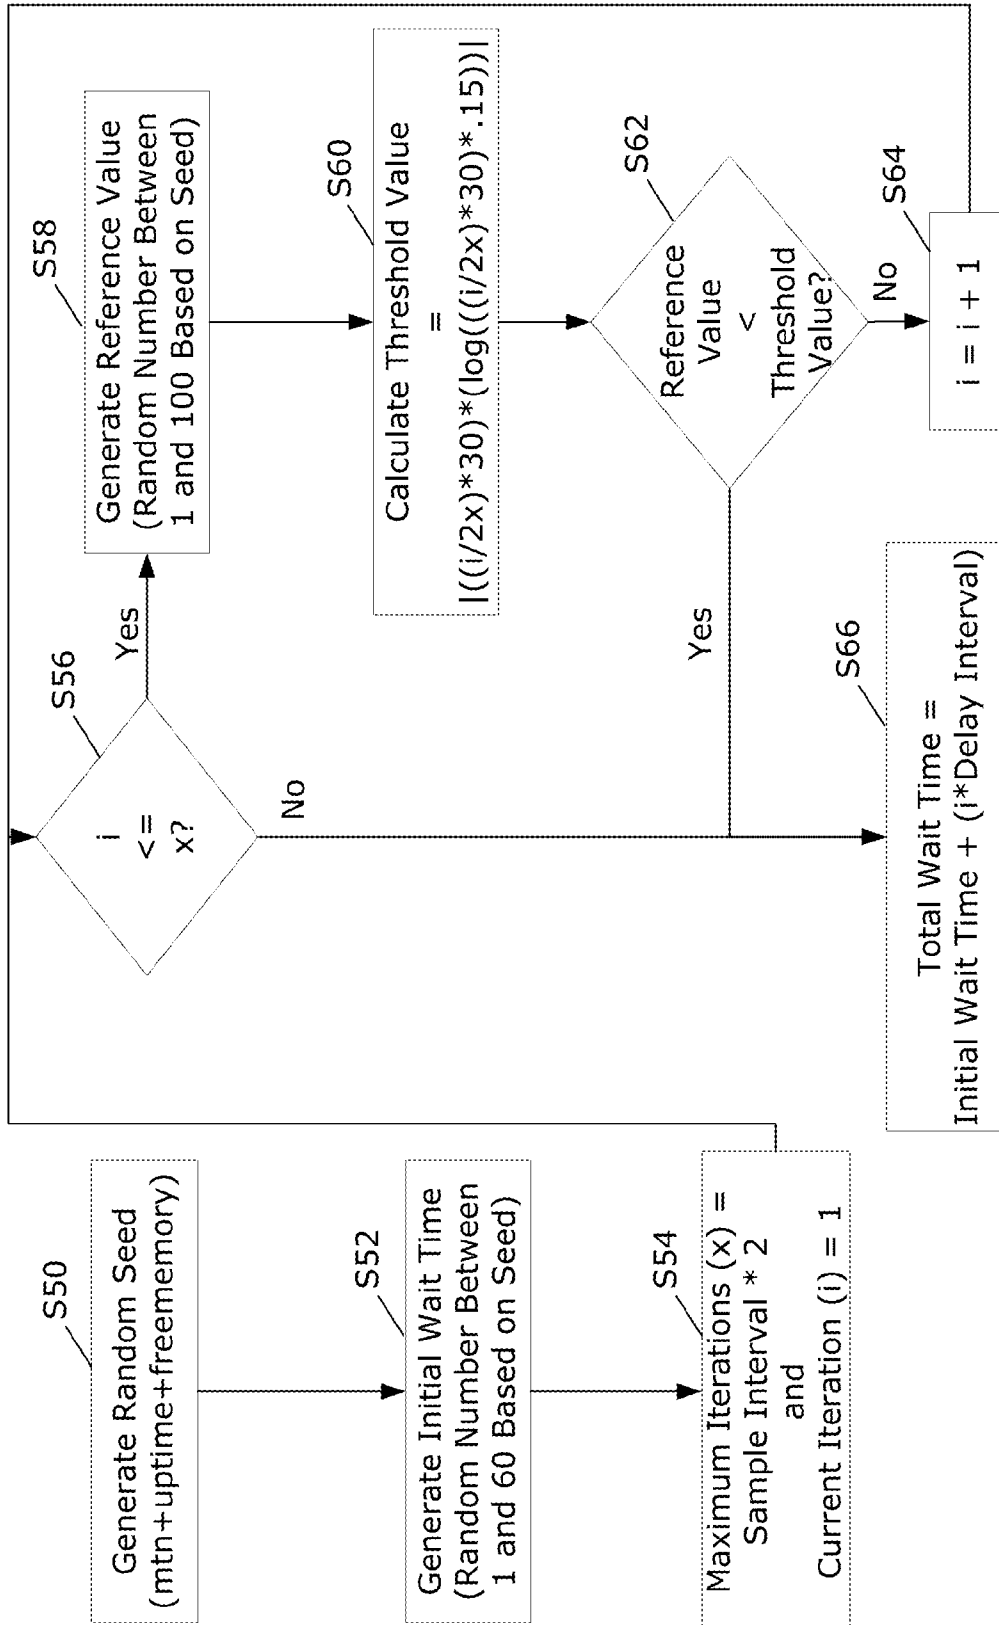 S50
Generate Random Seed
(mtn+uptime+freememory)
S52
Generate Initial Wait Time
(Random Number Between
1 and 60 Based on Seed)
S54
Maximum Iterations (x) =
Sample Interval * 2
and
Current Iteration (i) = 1
S56
i
<=
x?
Yes
No
S58
Generate Reference Value
(Random Number Between
1 and 100 Based on Seed)
S60
Calculate Threshold Value
=
|((i/2x)*30)*(log(((i/2x)*30)*.15))|
S62
Reference
Value
<
Threshold
Value?
Yes
No
S64
i = i + 1
S66
Total Wait Time =
Initial Wait Time + (i*Delay Interval)